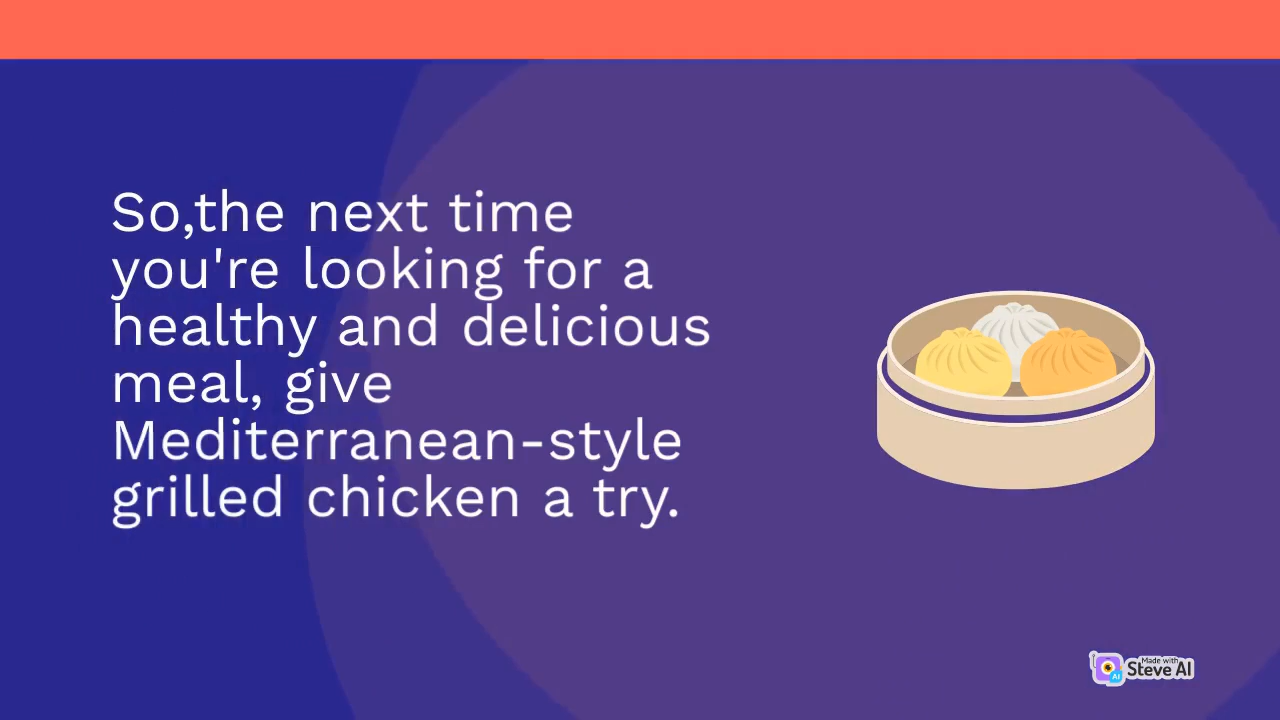 So,the next time
you're looking for a
healthy and delicious
meal, give
Mediterranean-style
grilled chicken a try.
Made with
Steve AI
AI